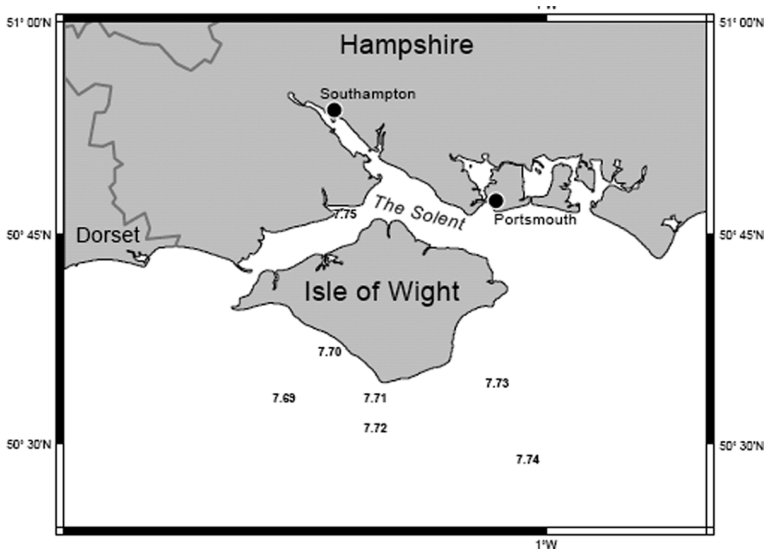 51° 00'N
51° 00'N
Hampshire
Southampton
The Solent
7.75
Portsmouth
50° 45'N
Dorset
50° 45'N
Isle of Wight
7.70
7.73
7.69
7.71
7.72
50° 30'N
50° 30'N
7.74
1°W